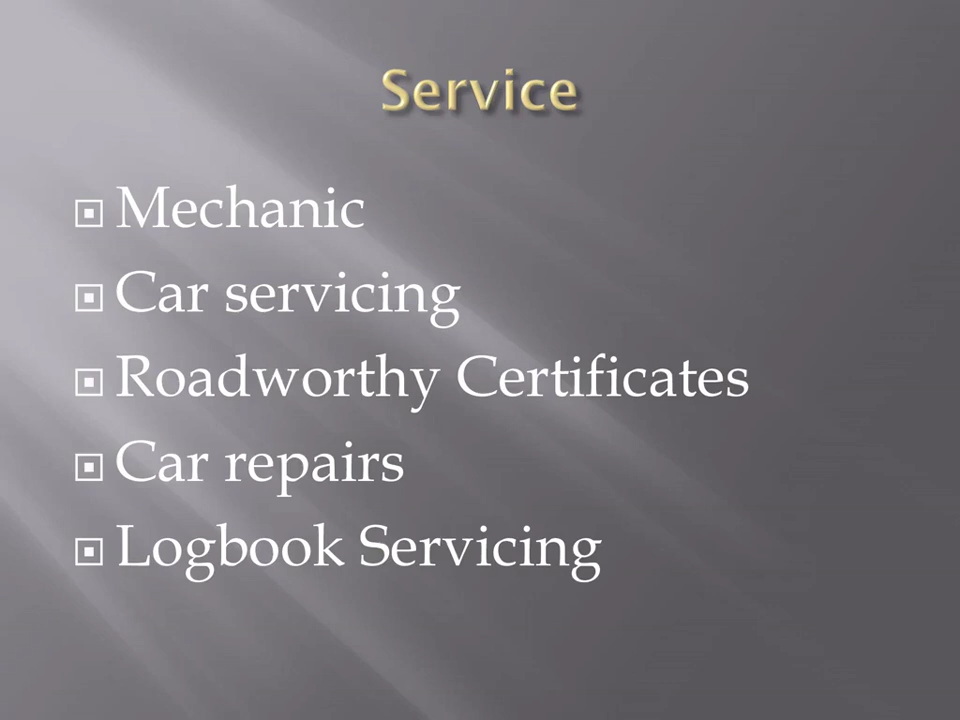 Service
Mechanic
Car servicing
Roadworthy Certificates
Car repairs
Logbook Servicing